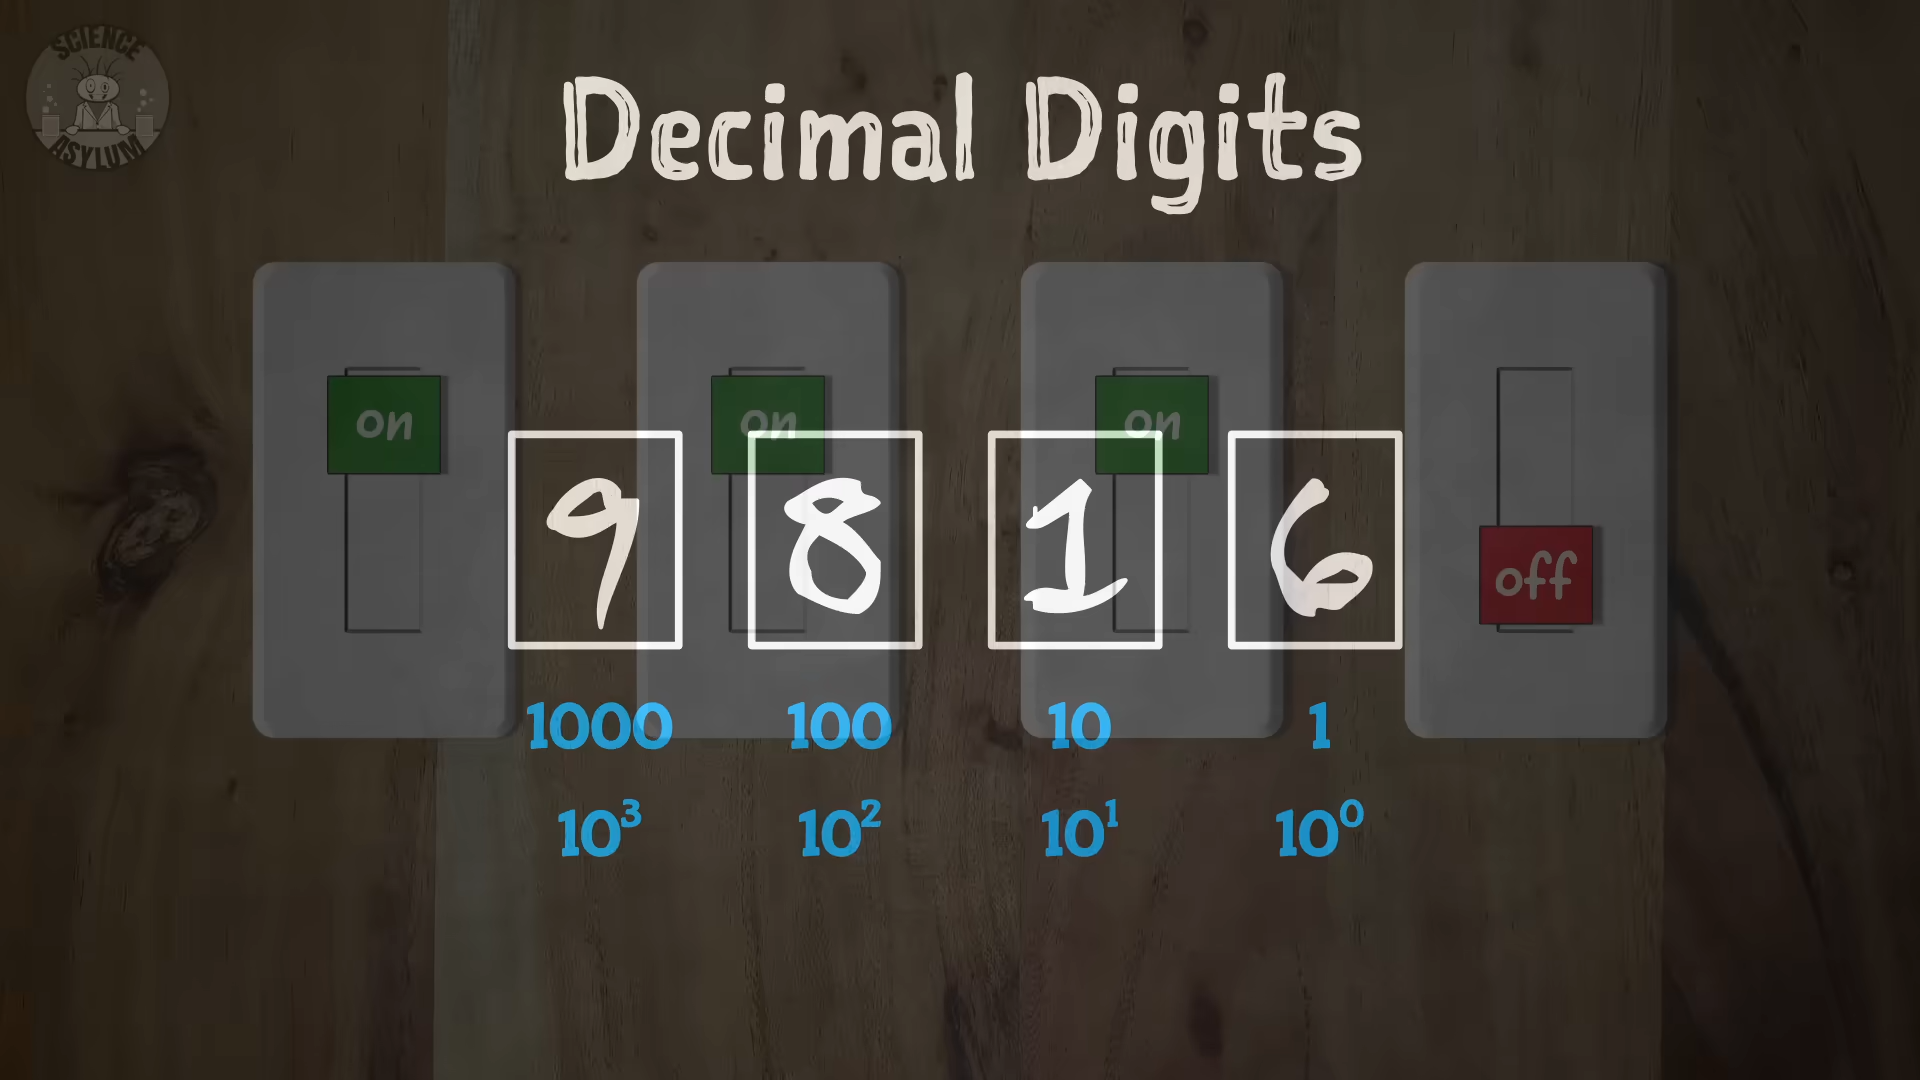 SCIENCE
ASYLUM
Decimal Digits
on on on off
9 8 1 6
1000 100 10 1
10³ 10² 10¹ 10⁰